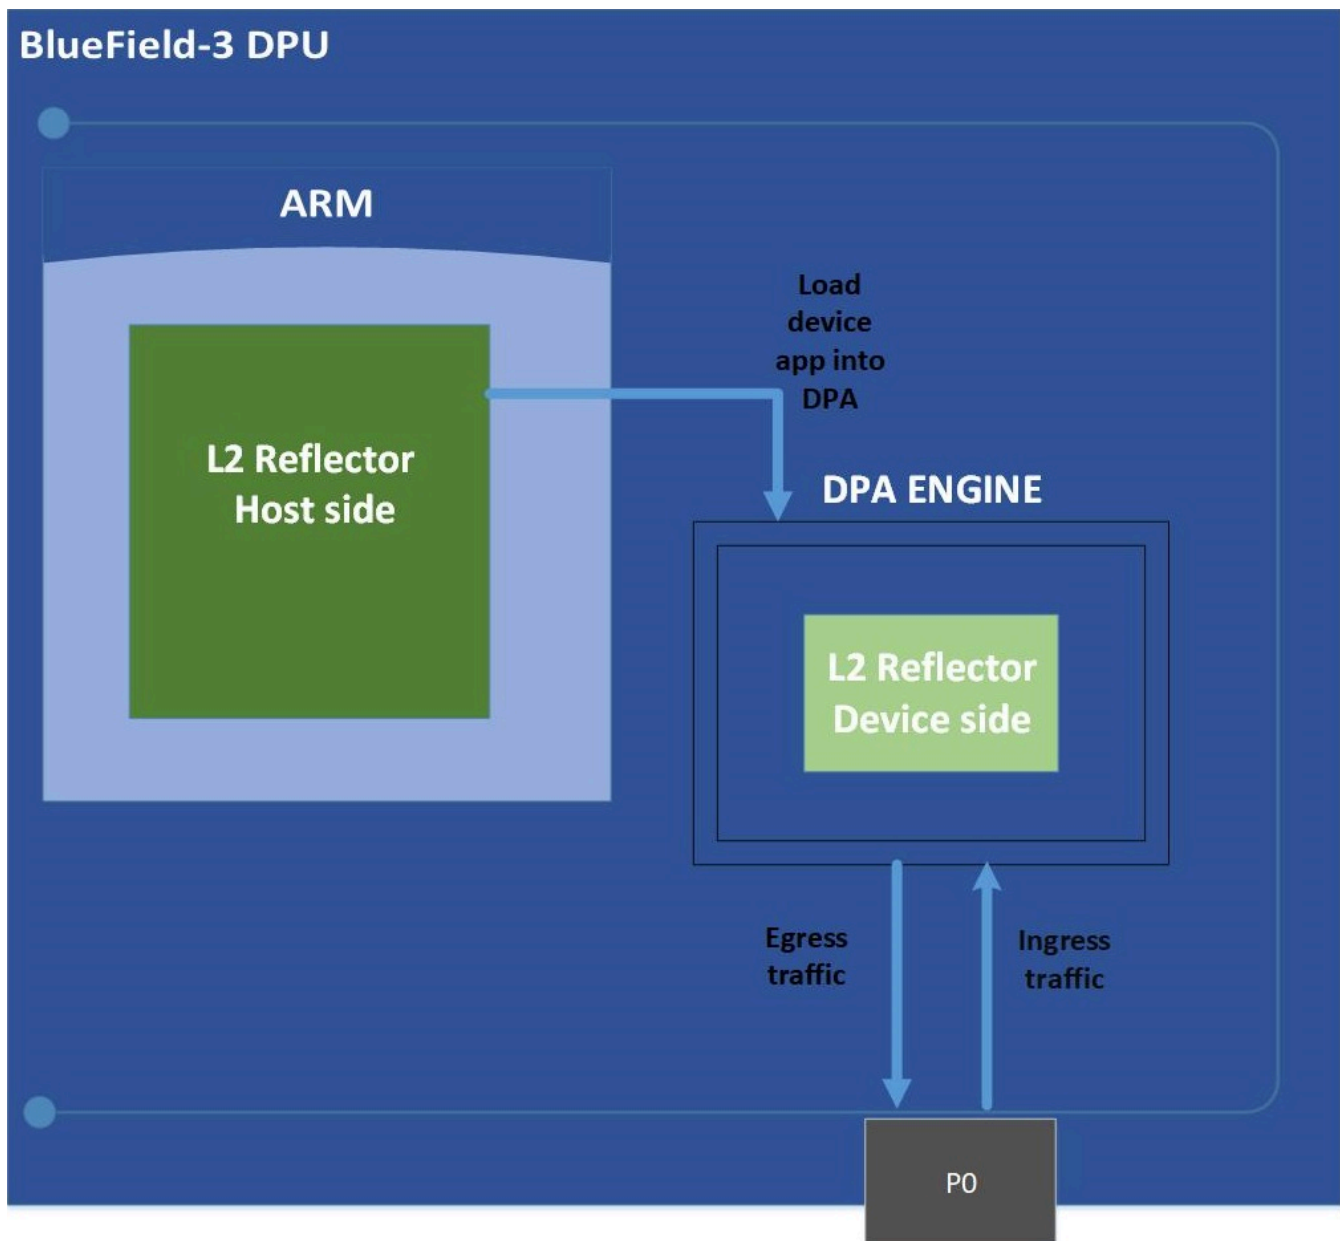 BlueField-3 DPU
ARM
Load
device
app into
DPA
L2 Reflector
Host side
DPA ENGINE
L2 Reflector
Device side
Egress
traffic
Ingress
traffic
P0